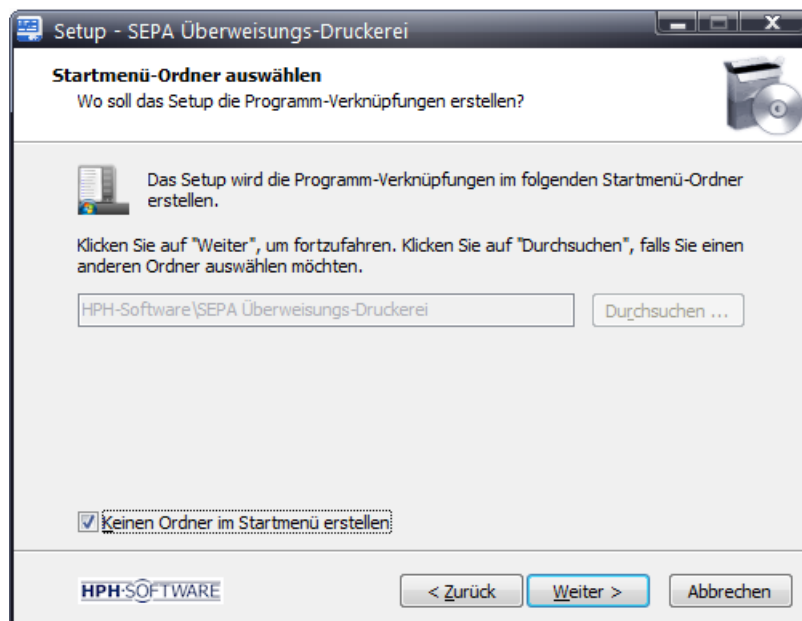 Setup - SEPA Überweisungs-Druckerei
Startmenü-Ordner auswählen
Wo soll das Setup die Programm-Verknüpfungen erstellen?
Das Setup wird die Programm-Verknüpfungen im folgenden Startmenü-Ordner
erstellen.
Klicken Sie auf "Weiter", um fortzufahren. Klicken Sie auf "Durchsuchen", falls Sie einen
anderen Ordner auswählen möchten.
HPH-Software\SEPA Überweisungs-Druckerei
Durchsuchen ...
Keinen Ordner im Startmenü erstellen
HPH·SOFTWARE
< Zurück
Weiter >
Abbrechen